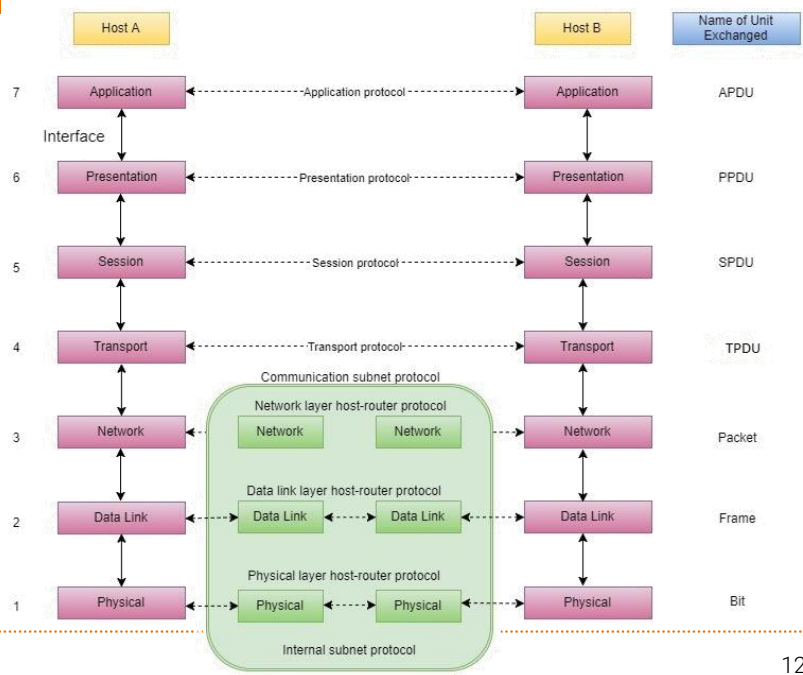 Host A
Host B
Name of Unit
Exchanged
7
Application
Application protocol
Application
APDU
Interface
6
Presentation
Presentation protocol
Presentation
PPDU
5
Session
Session protocol
Session
SPDU
4
Transport
Transport protocol
Transport
TPDU
Communication subnet protocol
Network layer host-router protocol
3
Network
Network
Network
Network
Packet
Data link layer host-router protocol
2
Data Link
Data Link
Data Link
Data Link
Frame
Physical layer host-router protocol
1
Physical
Physical
Physical
Physical
Bit
Internal subnet protocol
12